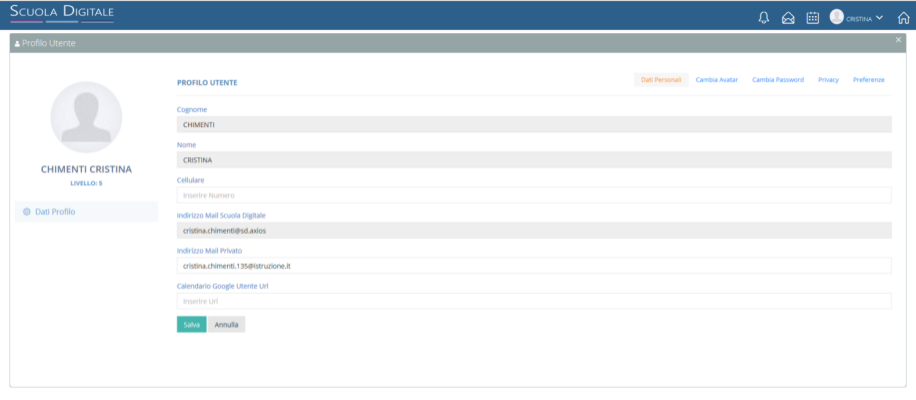 SCUOLA DIGITALE
CRISTINA
Profilo Utente
×
CHIMENTI CRISTINA
LIVELLO: 5
Dati Profilo
PROFILO UTENTE
Dati Personali Cambia Avatar Cambia Password Privacy Preferenze
Cognome
CHIMENTI
Nome
CRISTINA
Cellulare
Inserire Numero
Indirizzo Mail Scuola Digitale
cristina.chimenti@sd.axios
Indirizzo Mail Privato
cristina.chimenti.135@istruzione.it
Calendario Google Utente Url
Inserire Url
Salva Annulla